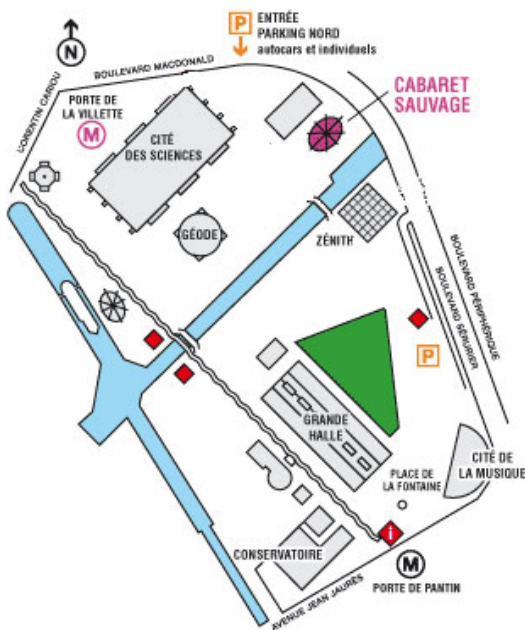 P
ENTRÉE
PARKING NORD
autocars et individuels
N
BOULEVARD MACDONALD
CABARET
SAUVAGE
LORENTIN CARIOU
PORTE DE
LA VILLETTE
M
CITÉ
DES SCIENCES
GÉODE
ZÉNITH
BOULEVARD PÉRIPHÉRIQUE
BOULEVARD SÉRURIER
P
GRANDE
HALLE
CITÉ DE
LA MUSIQUE
PLACE DE
LA FONTAINE
i
CONSERVATOIRE
M
PORTE DE PANTIN
AVENUE JEAN JAURÈS